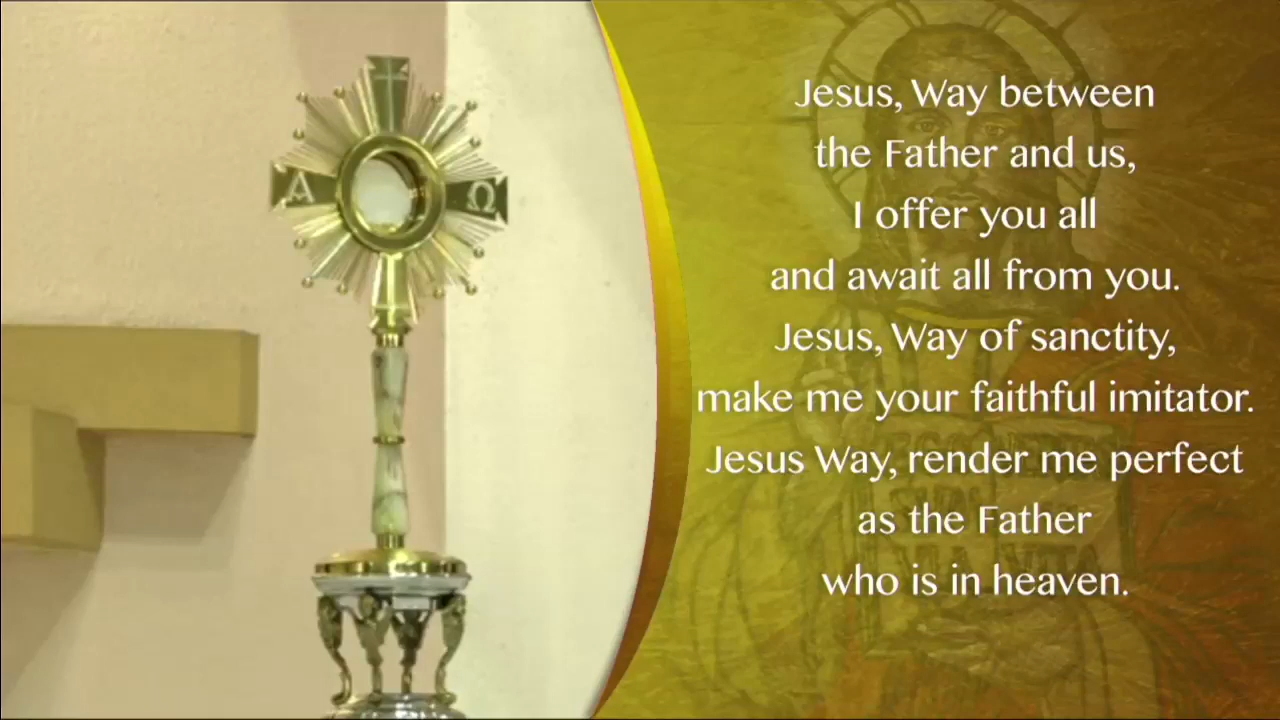 Α Ω
Jesus, Way between
the Father and us,
I offer you all
and await all from you.
Jesus, Way of sanctity,
make me your faithful imitator.
Jesus Way, render me perfect
as the Father
who is in heaven.